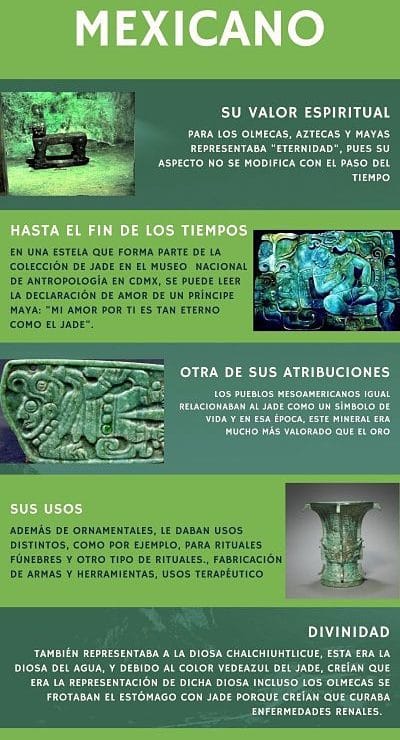 MEXICANO
SU VALOR ESPIRITUAL
PARA LOS OLMECAS, AZTECAS Y MAYAS
REPRESENTABA "ETERNIDAD", PUES SU
ASPECTO NO SE MODIFICA CON EL PASO DEL
TIEMPO
HASTA EL FIN DE LOS TIEMPOS
EN UNA ESTELA QUE FORMA PARTE DE LA
COLECCIÓN DE JADE EN EL MUSEO NACIONAL
DE ANTROPOLOGÍA EN CDMX, SE PUEDE LEER
LA DECLARACIÓN DE AMOR DE UN PRÍNCIPE
MAYA: "MI AMOR POR TI ES TAN ETERNO
COMO EL JADE".
OTRA DE SUS ATRIBUCIONES
LOS PUEBLOS MESOAMERICANOS IGUAL
RELACIONABAN AL JADE COMO UN SÍMBOLO DE
VIDA Y EN ESA ÉPOCA, ESTE MINERAL ERA
MUCHO MÁS VALORADO QUE EL ORO
SUS USOS
ADEMÁS DE ORNAMENTALES, LE DABAN USOS
DISTINTOS, COMO POR EJEMPLO, PARA RITUALES
FÚNEBRES Y OTRO TIPO DE RITUALES., FABRICACIÓN
DE ARMAS Y HERRAMIENTAS, USOS TERAPÉUTICO
DIVINIDAD
TAMBIÉN REPRESENTABA A LA DIOSA CHALCHIUHTLICUE, ESTA ERA LA
DIOSA DEL AGUA, Y DEBIDO AL COLOR VEDEAZUL DEL JADE, CREÍAN QUE
ERA LA REPRESENTACIÓN DE DICHA DIOSA INCLUSO LOS OLMECAS SE
FROTABAN EL ESTÓMAGO CON JADE PORQUE CREÍAN QUE CURABA
ENFERMEDADES RENALES.